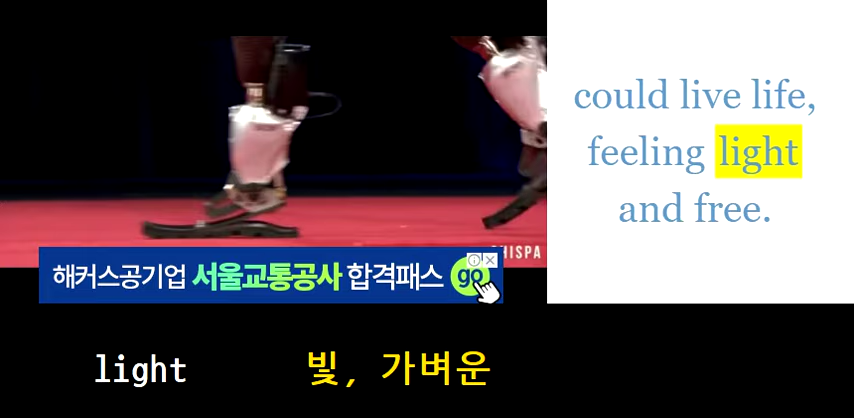 could live life,
feeling light
and free.
해커스공기업 서울교통공사 합격패스 go
light 빛, 가벼운